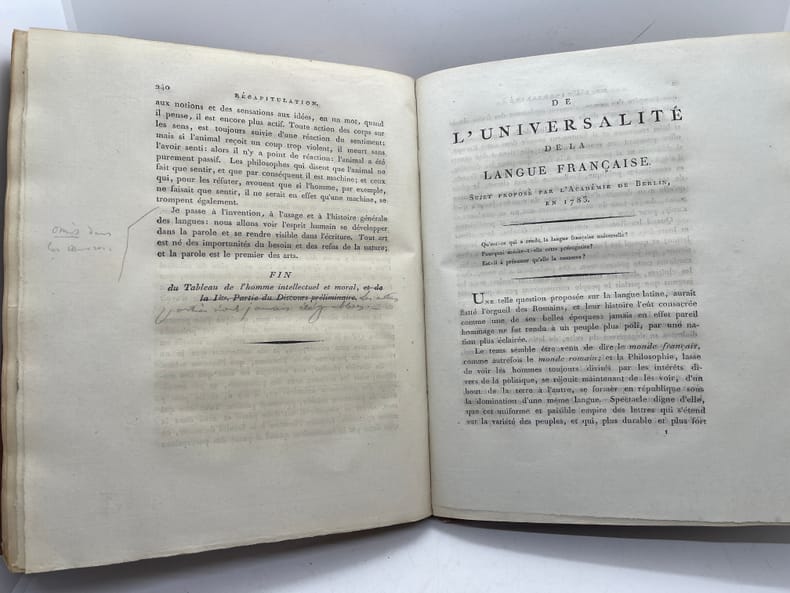 240
RÉCAPITULATION.
aux notions et des sensations aux idées, en un mot, quand
il pense, il est encore plus actif. Toute action des corps sur
les sens, est toujours suivie d'une réaction du sentiment;
mais si l'animal reçoit un coup trop violent, il meurt sans
l'avoir senti: alors il n'y a point de réaction: l'animal a été
purement passif. Les philosophes qui disent que l'animal ne
fait que sentir, et que par conséquent il est machine; et ceux
qui, pour les réfuter, avouent que si l'homme, par exemple,
ne faisait que sentir, il ne serait en effet qu'une machine, se
trompent également.
Je passe à l'invention, à l'usage et à l'histoire générale
des langues: nous allons voir l'esprit humain se développer
dans la parole et se rendre visible dans l'écriture. Tout art
est né des importunités du besoin et des refus de la nature;
et la parole est le premier des arts.
omis dans
les œuvres.
FIN
du Tableau de l'homme intellectuel et moral, et de
la Ire. Partie du Discours préliminaire. les autres
parties n'ont jamais été publiées.
DE
L'UNIVERSALITÉ
DE LA
LANGUE FRANÇAISE.
SUJET PROPOSÉ PAR L'ACADÉMIE DE BERLIN,
EN 1783.
Qu'est-ce qui a rendu la langue française universelle?
Pourquoi mérite-t-elle cette prérogative?
Est-il à présumer qu'elle la conserve?
UNE telle question proposée sur la langue latine, aurait
flatté l'orgueil des Romains, et leur histoire l'eût consacrée
comme une de ses belles époques: jamais en effet pareil
hommage ne fut rendu à un peuple plus poli, par une na-
tion plus éclairée.
Le tems semble être venu de dire le monde français,
comme autrefois le monde romain; et la Philosophie, lasse
de voir les hommes toujours divisés par les intérêts di-
vers de la politique, se réjouit maintenant de les voir, d'un
bout de la terre à l'autre, se former en république sous
la domination d'une même langue. Spectacle digne d'elle,
que cet uniforme et paisible empire des lettres qui s'étend
sur la variété des peuples, et qui, plus durable et plus fort
1